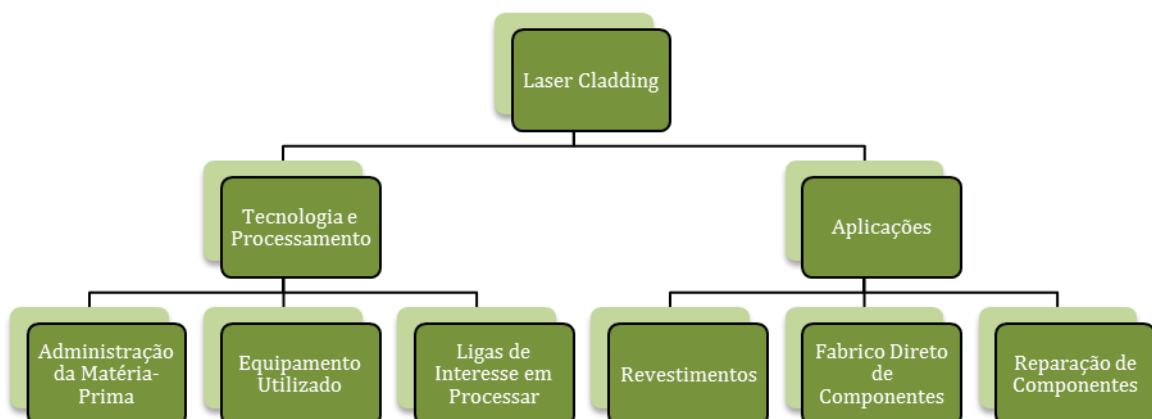 Laser Cladding
Tecnologia e
Processamento
Aplicações
Administração
da Matéria-
Prima
Equipamento
Utilizado
Ligas de
Interesse em
Processar
Revestimentos
Fabrico Direto
de
Componentes
Reparação de
Componentes